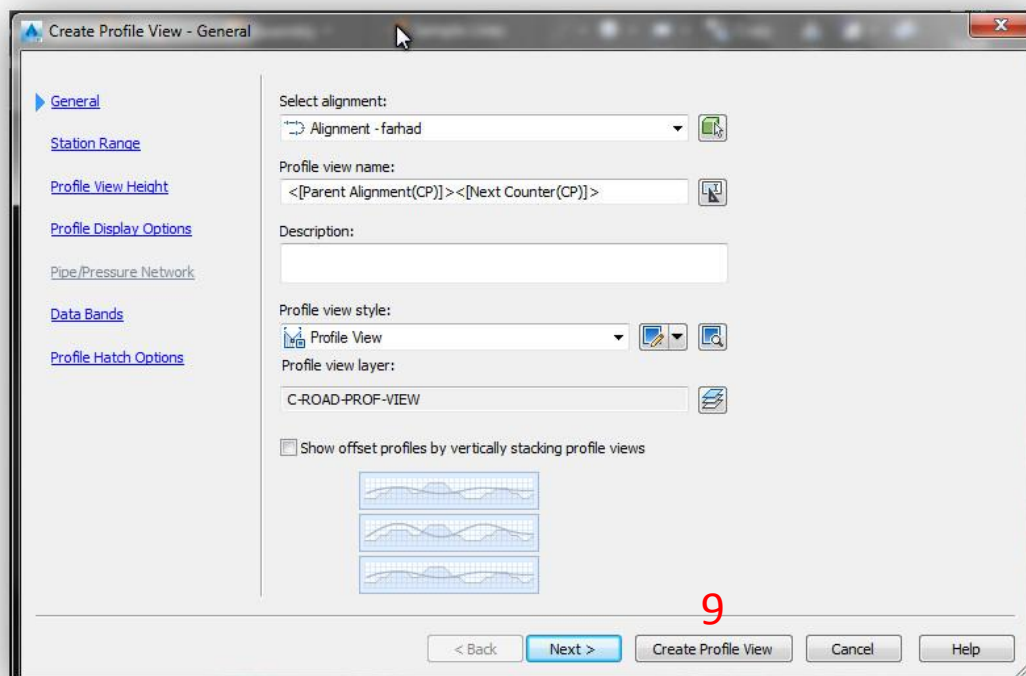 Create Profile View - General
General
Station Range
Profile View Height
Profile Display Options
Pipe/Pressure Network
Data Bands
Profile Hatch Options
Select alignment:
Alignment - farhad
Profile view name:
<[Parent Alignment(CP)]><[Next Counter(CP)]>
Description:
Profile view style:
Profile View
Profile view layer:
C-ROAD-PROF-VIEW
Show offset profiles by vertically stacking profile views
9
< Back
Next >
Create Profile View
Cancel
Help